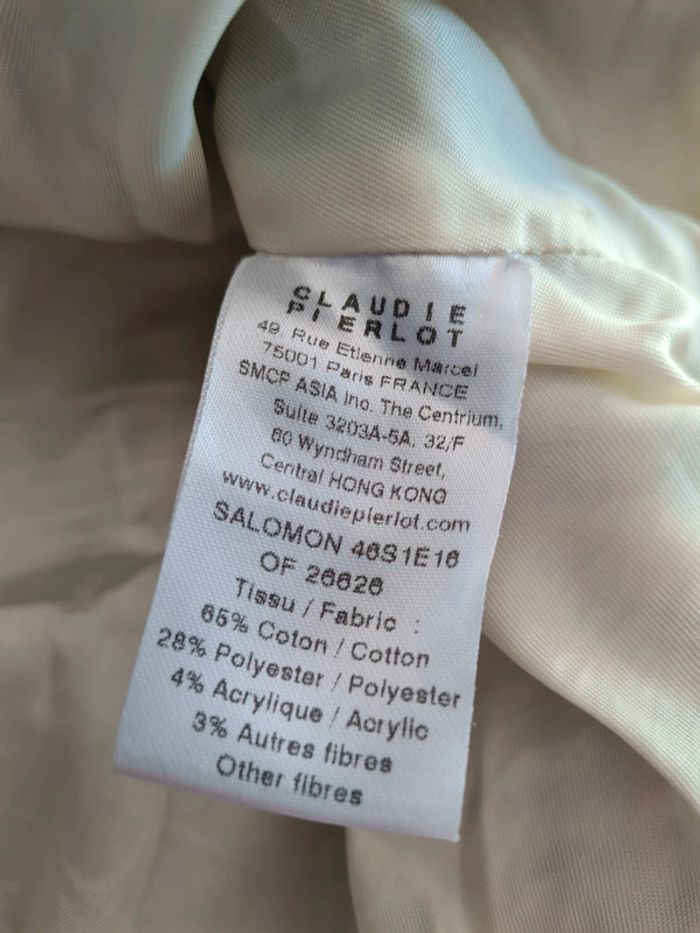 CLAUDIE
PIERLOT
49, Rue Etienne Marcel
75001 Paris FRANCE
SMCP ASIA Inc. The Centrium,
Suite 3203A-5A, 32/F
60 Wyndham Street,
Central HONG KONG
www.claudiepierlot.com
SALOMON 46S1E16
OF 26626
Tissu / Fabric :
65% Coton / Cotton
28% Polyester / Polyester
4% Acrylique / Acrylic
3% Autres fibres
Other fibres